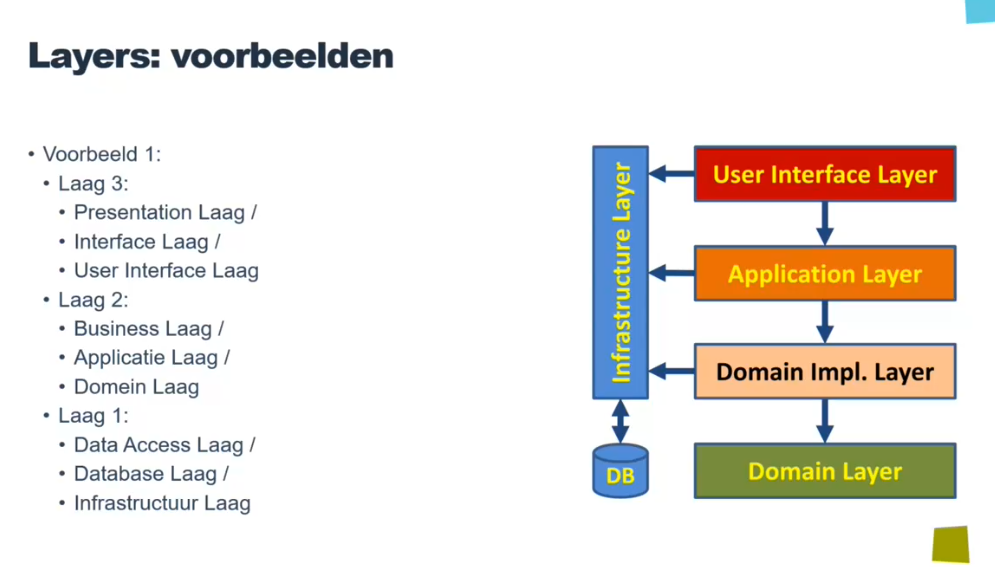 Layers: voorbeelden
• Voorbeeld 1:
• Laag 3:
• Presentation Laag /
• Interface Laag /
• User Interface Laag
• Laag 2:
• Business Laag /
• Applicatie Laag /
• Domein Laag
• Laag 1:
• Data Access Laag /
• Database Laag /
• Infrastructuur Laag
Infrastructure Layer
DB
User Interface Layer
Application Layer
Domain Impl. Layer
Domain Layer